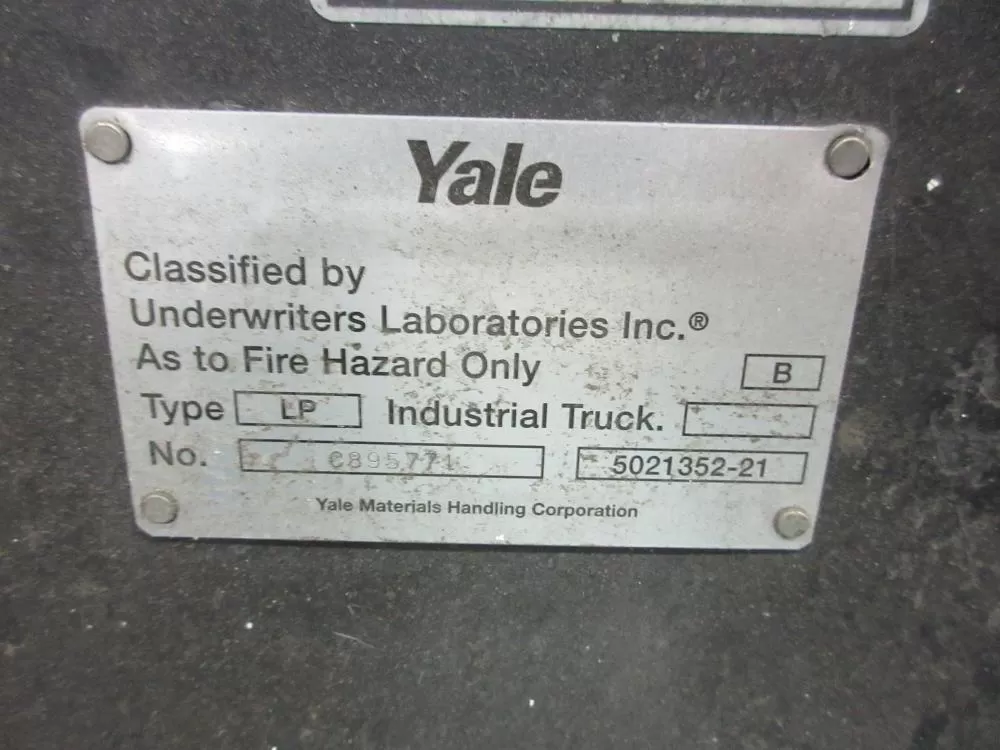 Yale
Classified by
Underwriters Laboratories Inc.®
As to Fire Hazard Only B
Type LP Industrial Truck.
No. C895771 5021352-21
Yale Materials Handling Corporation